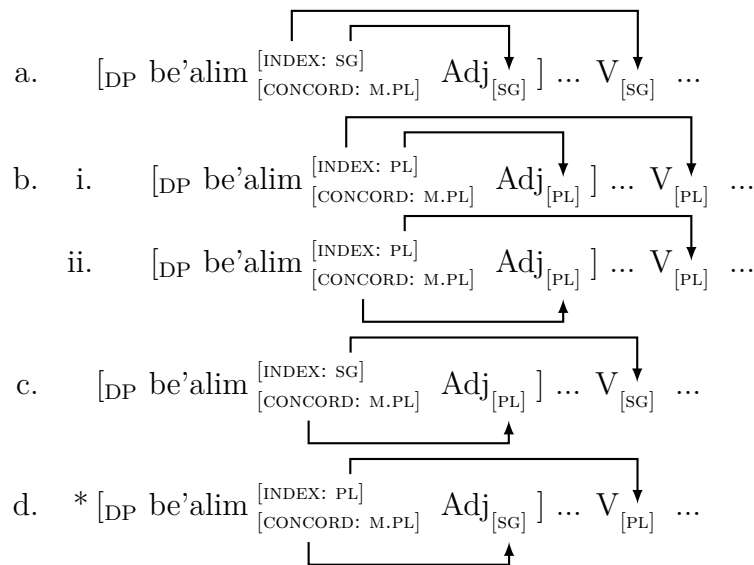 a. [DP be'alim [INDEX: SG] [CONCORD: M.PL] Adj[SG] ] ... V[SG] ...
b. i. [DP be'alim [INDEX: PL] [CONCORD: M.PL] Adj[PL] ] ... V[PL] ...
ii. [DP be'alim [INDEX: PL] [CONCORD: M.PL] Adj[PL] ] ... V[PL] ...
c. [DP be'alim [INDEX: SG] [CONCORD: M.PL] Adj[PL] ] ... V[SG] ...
d. *[DP be'alim [INDEX: PL] [CONCORD: M.PL] Adj[SG] ] ... V[PL] ...